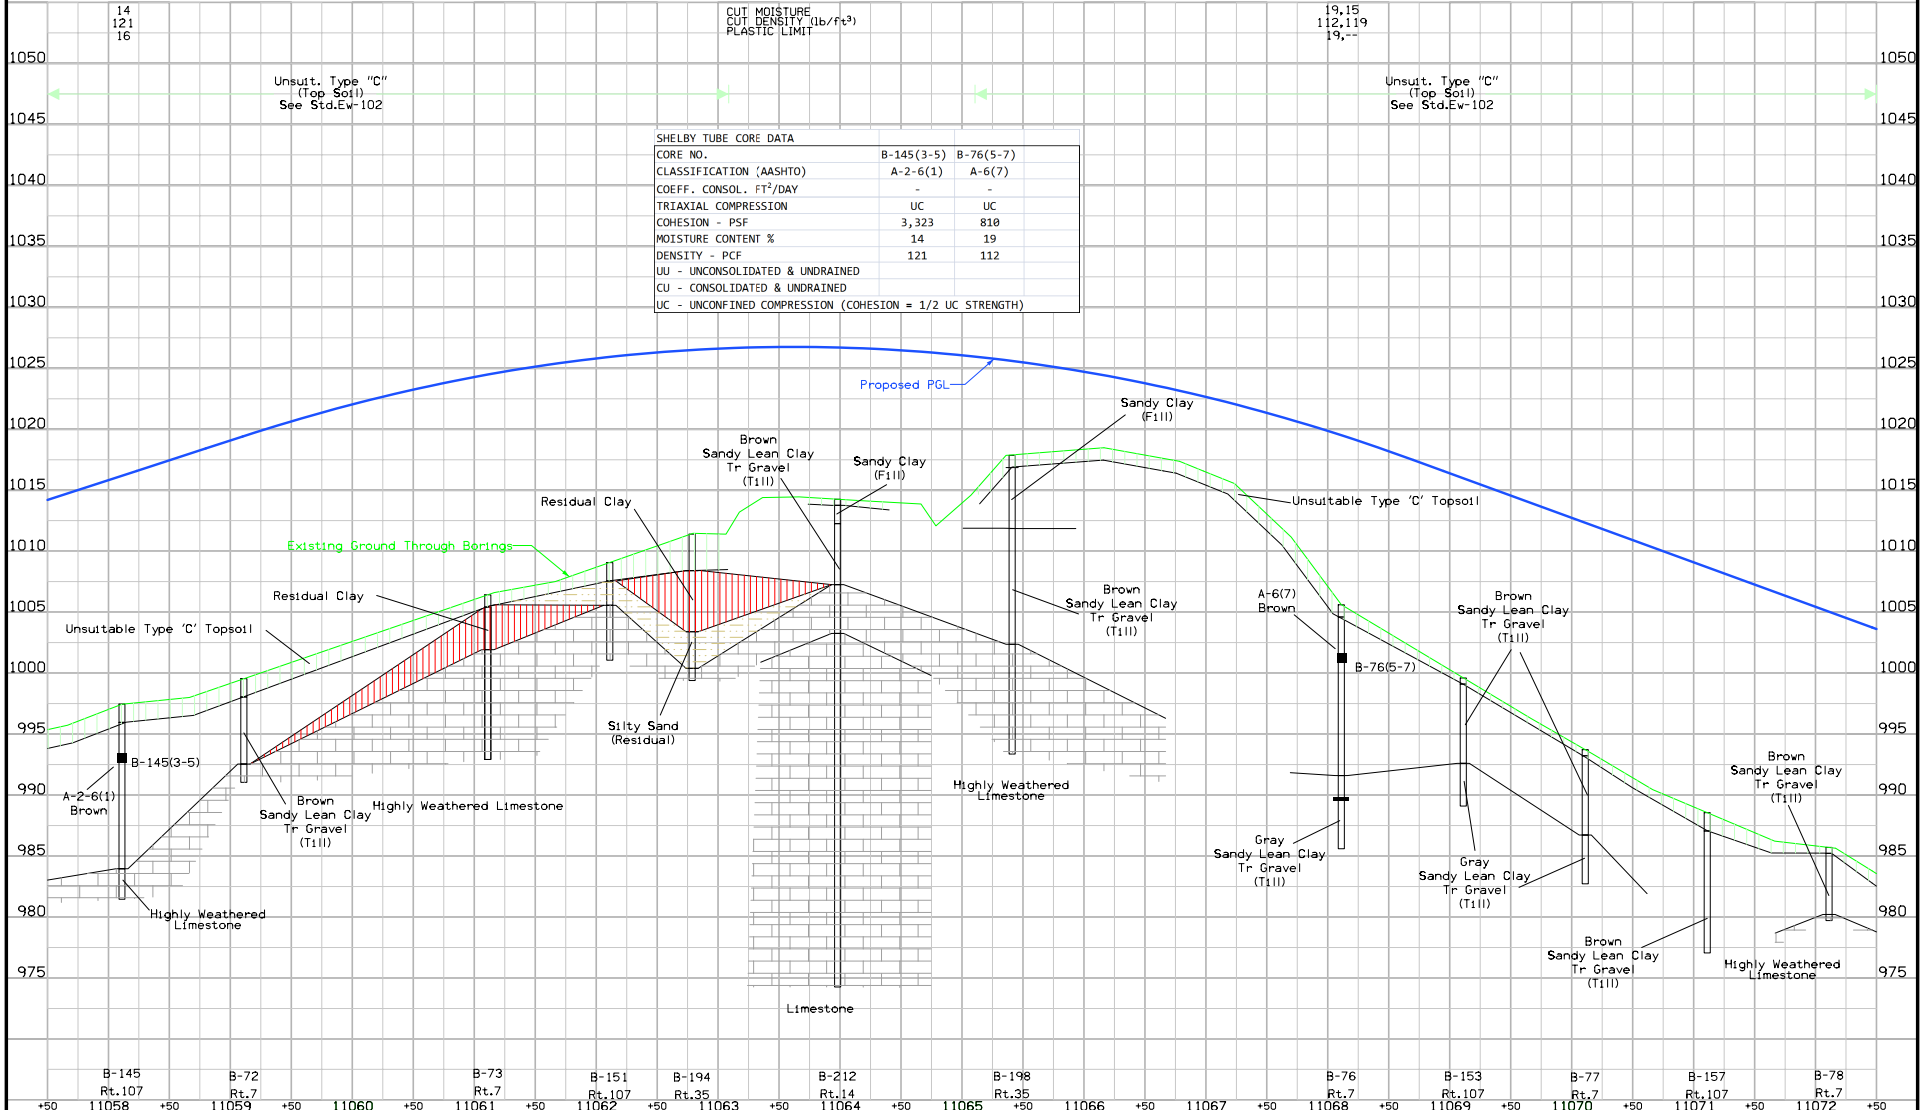 14
121
16
CUT MOISTURE
CUT DENSITY (lb/ft³)
PLASTIC LIMIT
19,15
112,119
19,--
1050
1050
Unsuit. Type "C"
(Top Soil)
See Std.Ew-102
Unsuit. Type "C"
(Top Soil)
See Std.Ew-102
1045
1045
SHELBY TUBE CORE DATA
CORE NO. B-145(3-5) B-76(5-7)
CLASSIFICATION (AASHTO) A-2-6(1) A-6(7)
COEFF. CONSOL. FT²/DAY - -
TRIAXIAL COMPRESSION UC UC
COHESION - PSF 3,323 810
MOISTURE CONTENT % 14 19
DENSITY - PCF 121 112
UU - UNCONSOLIDATED & UNDRAINED
CU - CONSOLIDATED & UNDRAINED
UC - UNCONFINED COMPRESSION (COHESION = 1/2 UC STRENGTH)
1040
1040
1035
1035
1030
1030
1025
1025
Proposed PGL
Sandy Clay
(Fill)
1020
1020
Brown
Sandy Lean Clay
Tr Gravel
(Till)
Sandy Clay
(Fill)
1015
1015
Residual Clay
Unsuitable Type 'C' Topsoil
1010
1010
Existing Ground Through Borings
Residual Clay
1005
1005
Brown
Sandy Lean Clay
Tr Gravel
(Till)
A-6(7)
Brown
Brown
Sandy Lean Clay
Tr Gravel
(Till)
Unsuitable Type 'C' Topsoil
1000
1000
B-76(5-7)
995
995
Silty Sand
(Residual)
B-145(3-5)
A-2-6(1)
Brown
990
990
Brown
Sandy Lean Clay
Tr Gravel
(Till)
Highly Weathered Limestone
Highly Weathered
Limestone
Brown
Sandy Lean Clay
Tr Gravel
(Till)
985
985
Gray
Sandy Lean Clay
Tr Gravel
(Till)
Gray
Sandy Lean Clay
Tr Gravel
(Till)
980
980
Highly Weathered
Limestone
Brown
Sandy Lean Clay
Tr Gravel
(Till)
Highly Weathered
Limestone
975
975
Limestone
B-145
Rt.107
B-72
Rt.7
B-73
Rt.7
B-151
Rt.107
B-194
Rt.35
B-212
Rt.14
B-198
Rt.35
B-76
Rt.7
B-153
Rt.107
B-77
Rt.7
B-157
Rt.107
B-78
Rt.7
+50 11058 +50 11059 +50 11060 +50 11061 +50 11062 +50 11063 +50 11064 +50 11065 +50 11066 +50 11067 +50 11068 +50 11069 +50 11070 +50 11071 +50 11072 +50